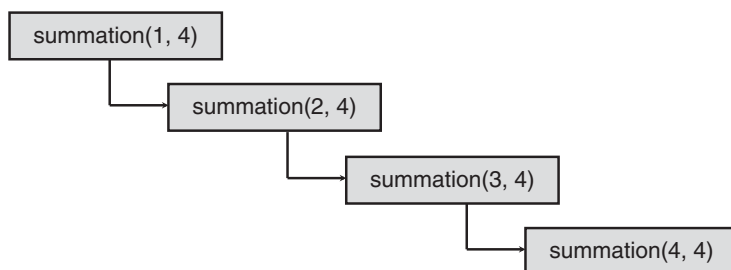 summation(1, 4)
summation(2, 4)
summation(3, 4)
summation(4, 4)